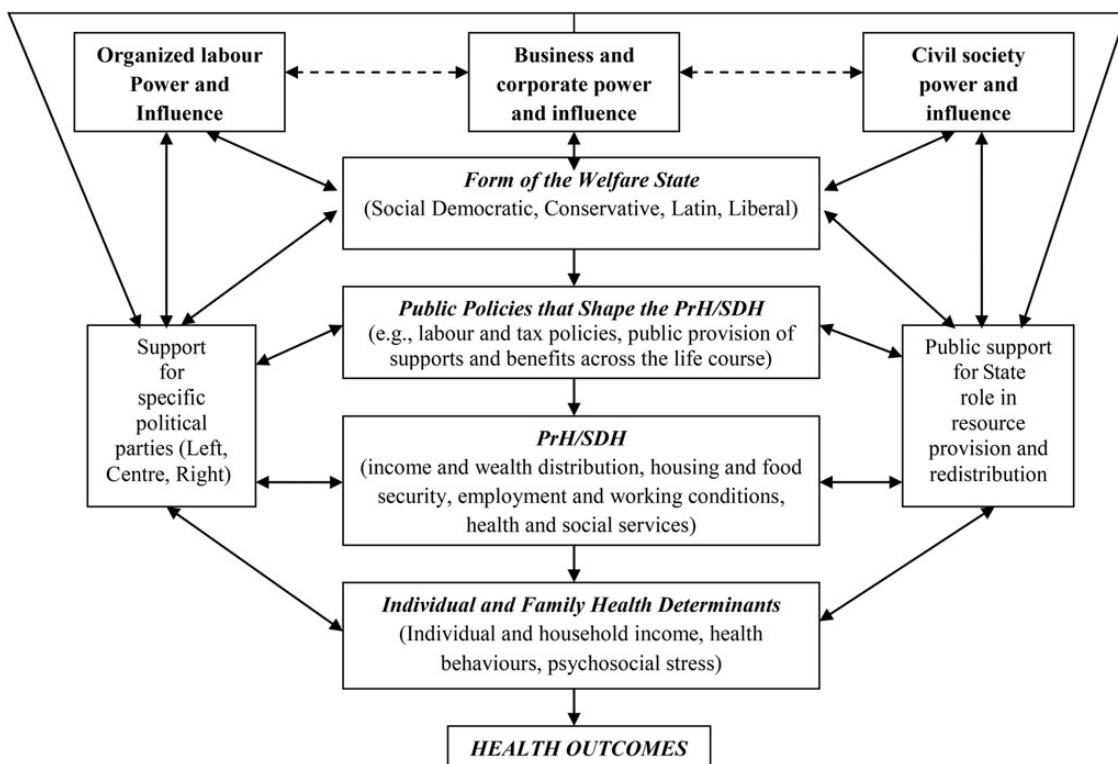 Organized labour
Power and
Influence
Business and
corporate power
and influence
Civil society
power and
influence
Form of the Welfare State
(Social Democratic, Conservative, Latin, Liberal)
Public Policies that Shape the PrH/SDH
(e.g., labour and tax policies, public provision of
supports and benefits across the life course)
Support
for
specific
political
parties (Left,
Centre, Right)
Public support
for State
role in
resource
provision and
redistribution
PrH/SDH
(income and wealth distribution, housing and food
security, employment and working conditions,
health and social services)
Individual and Family Health Determinants
(Individual and household income, health
behaviours, psychosocial stress)
HEALTH OUTCOMES